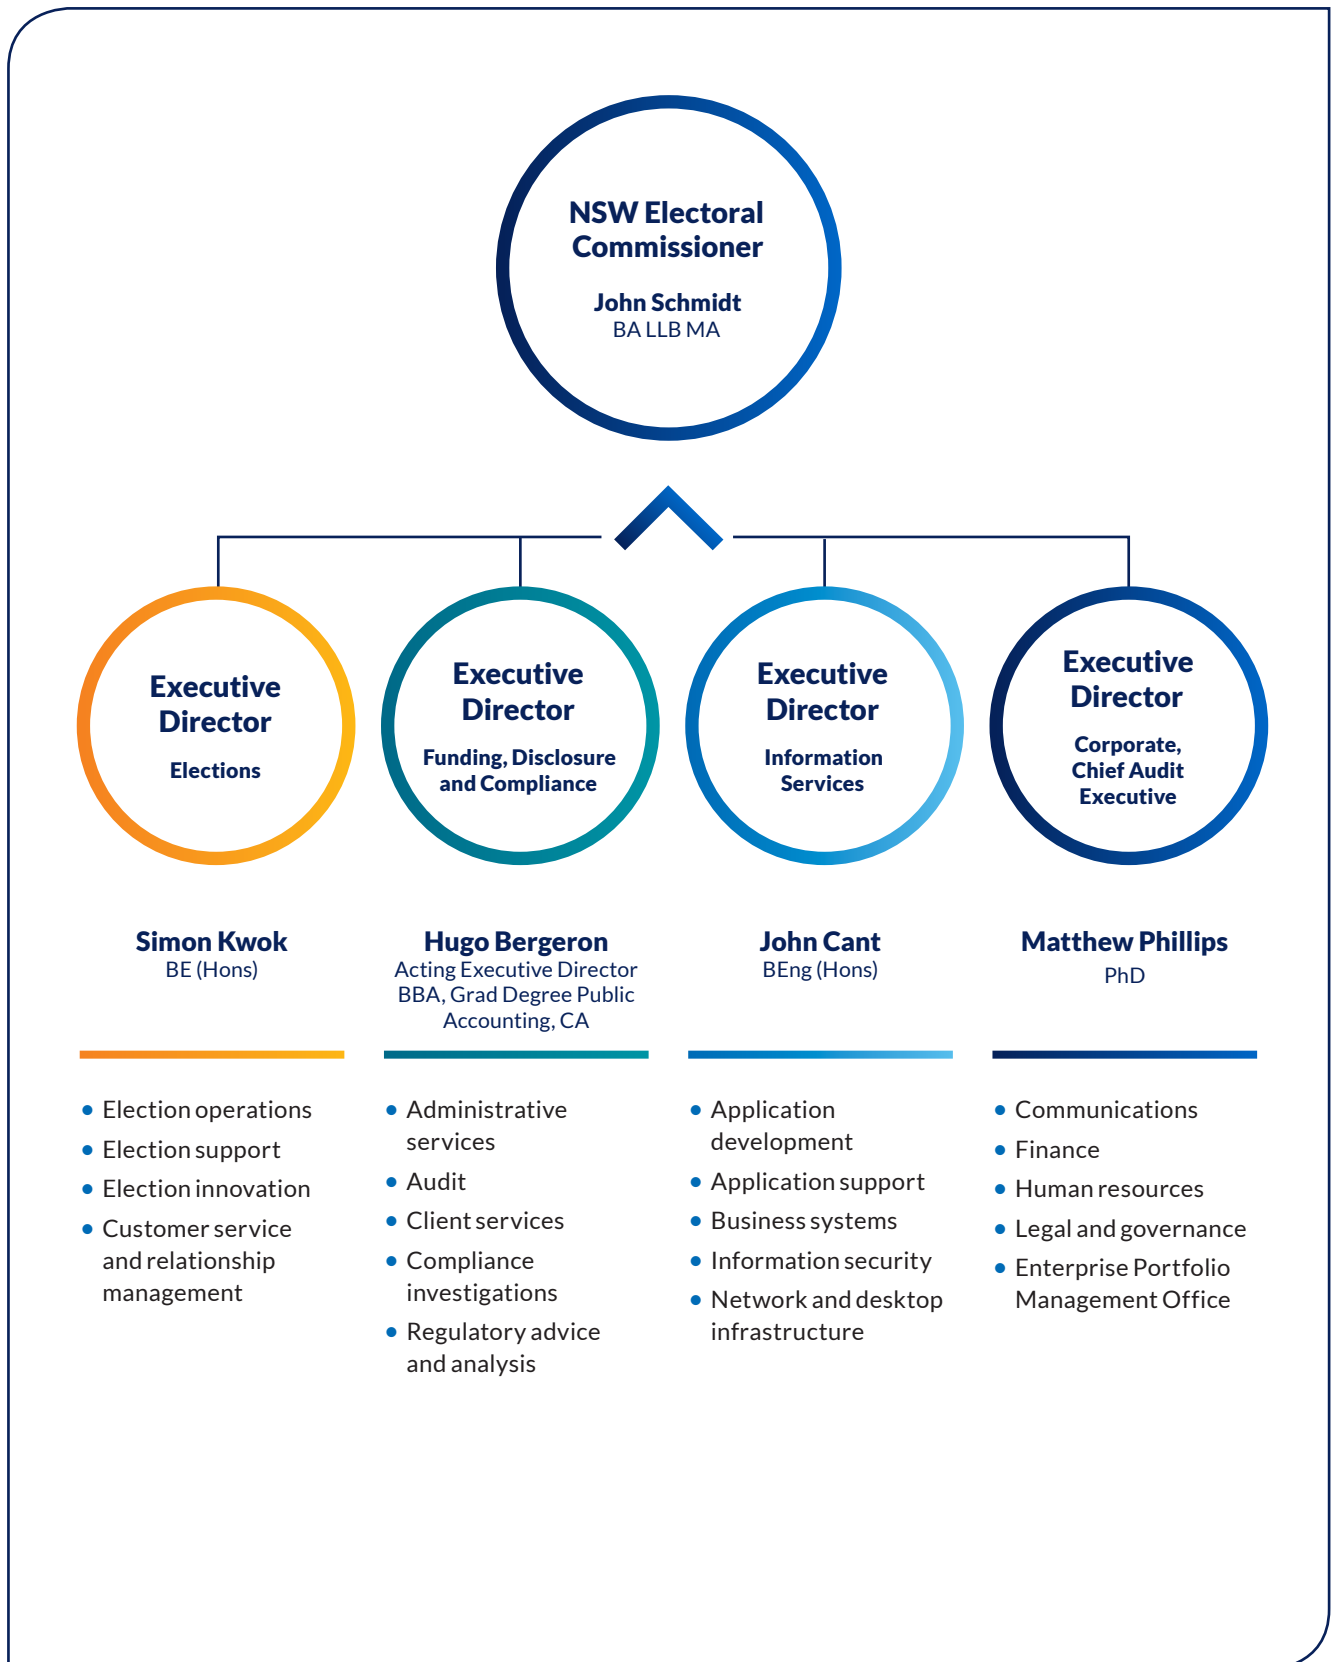 NSW Electoral
Commissioner
John Schmidt
BA LLB MA
Executive
Director
Elections
Executive
Director
Funding, Disclosure
and Compliance
Executive
Director
Information
Services
Executive
Director
Corporate,
Chief Audit
Executive
Simon Kwok
BE (Hons)
Hugo Bergeron
Acting Executive Director
BBA, Grad Degree Public
Accounting, CA
John Cant
BEng (Hons)
Matthew Phillips
PhD
• Election operations
• Election support
• Election innovation
• Customer service
and relationship
management
• Administrative
services
• Audit
• Client services
• Compliance
investigations
• Regulatory advice
and analysis
• Application
development
• Application support
• Business systems
• Information security
• Network and desktop
infrastructure
• Communications
• Finance
• Human resources
• Legal and governance
• Enterprise Portfolio
Management Office